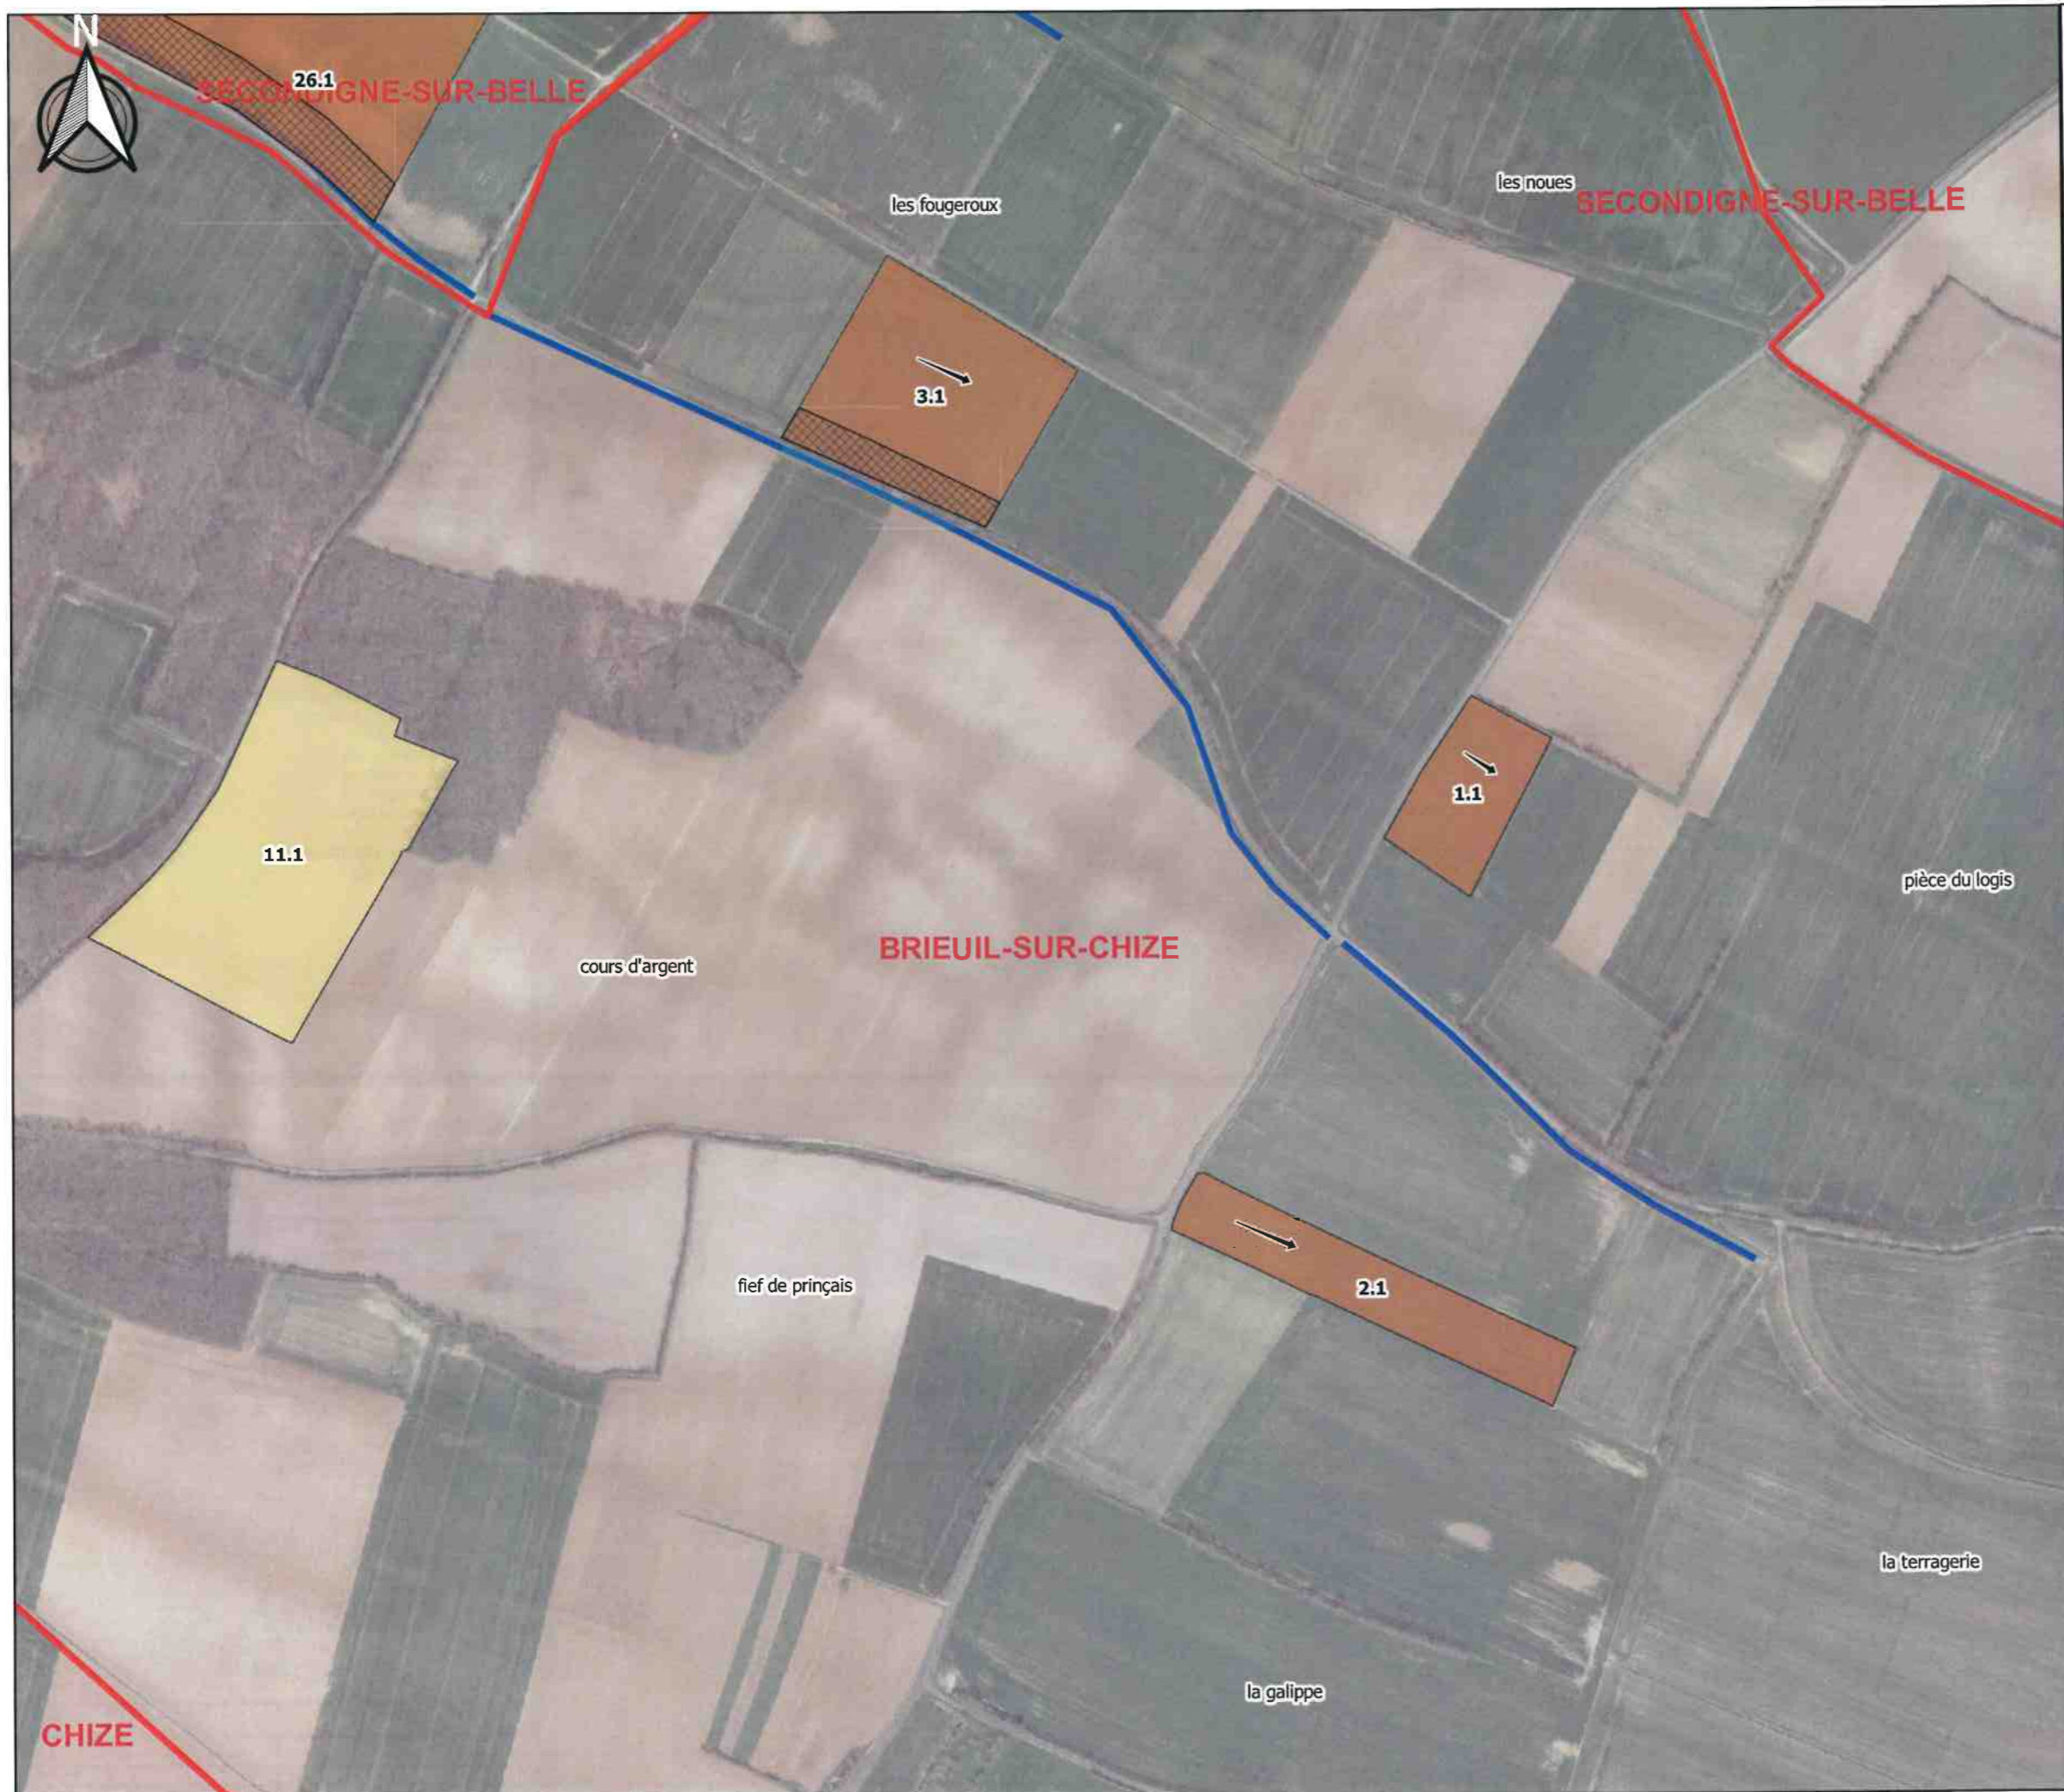 N
26.1
SECONDIGNE-SUR-BELLE
les noues
SECONDIGNE-SUR-BELLE
les fougeroux
3.1
1.1
11.1
pièce du logis
BRIEUIL-SUR-CHIZE
cours d'argent
fief de prinçais
2.1
la terragerie
la galippe
CHIZE